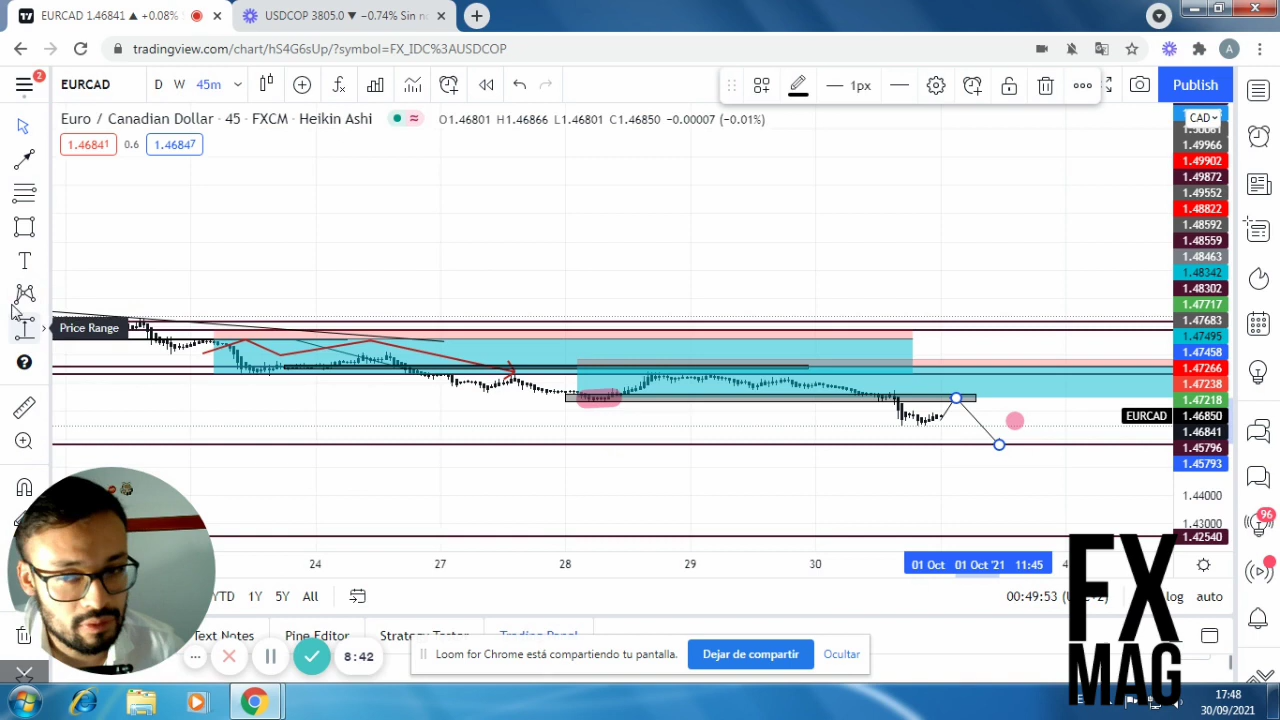 EURCAD 1.46841 ▲ +0.08%
USDCOP 3805.0 ▼ −0.74% Sin n
tradingview.com/chart/hS4G6sUp/?symbol=FX_IDC%3AUSDCOP
A
2
EURCAD
D W 45m
1px
Publish
Euro / Canadian Dollar · 45 · FXCM · Heikin Ashi
O1.46851 H1.46866 L1.46801 C1.46850 −0.00007 (−0.01%)
CAD
1.46841 0.6 1.46847
1.49966
1.49902
1.49872
1.49552
1.48822
1.48592
1.48559
1.48463
1.48342
1.48302
1.47717
1.47683
1.47495
1.47458
1.47266
1.47238
1.47218
EURCAD 1.46850
1.46841
1.45796
1.45793
1.44000
1.43000
1.42540
Price Range
96
24 27 28 29 30 01 Oct 01 Oct '21 11:45
YTD 1Y 5Y All
00:49:53
log auto
Text Notes Pine Editor Strategy Tester Trading Panel
8:42
Loom for Chrome está compartiendo tu pantalla.
Dejar de compartir
Ocultar
FX
MAG
17:48
30/09/2021